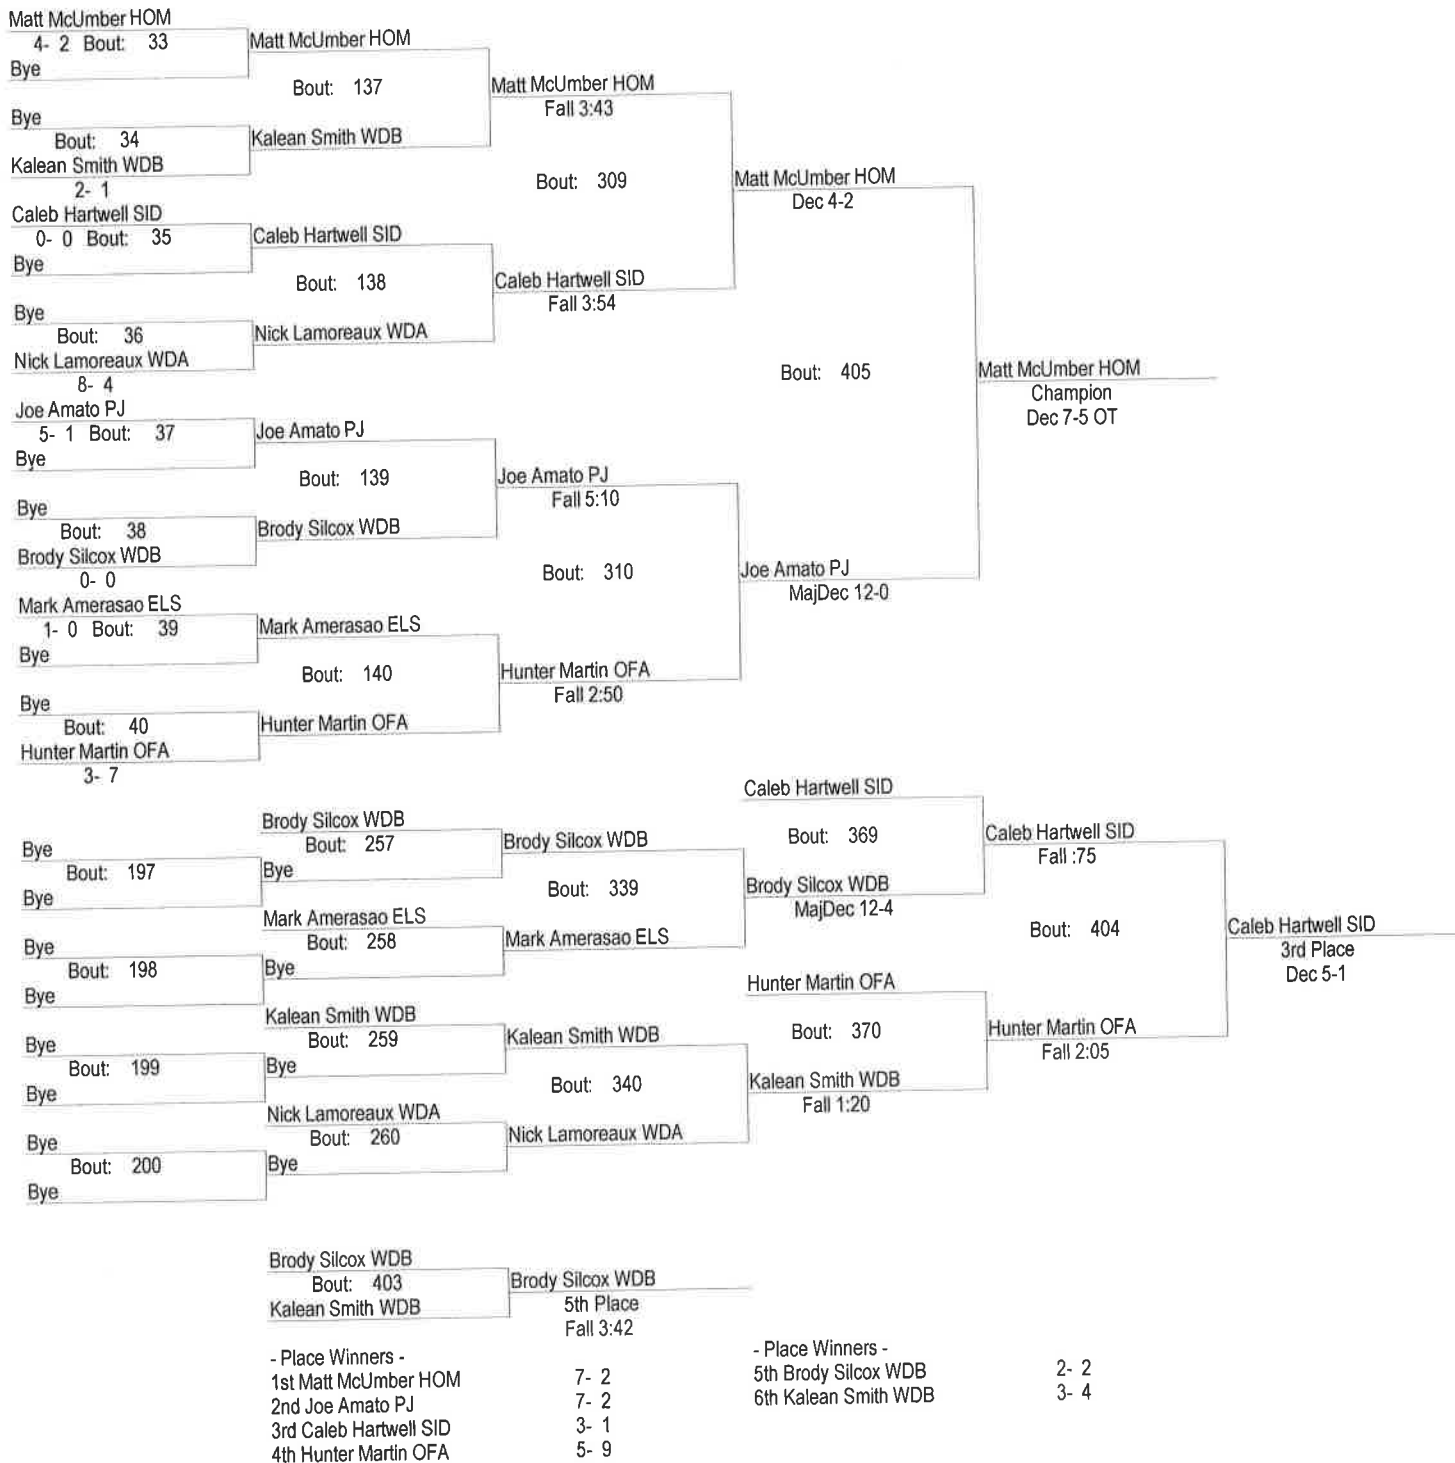 Matt McUmber HOM
4- 2 Bout: 33
Bye
Matt McUmber HOM
Bout: 137
Bye
Bout: 34
Kalean Smith WDB
2- 1
Kalean Smith WDB
Matt McUmber HOM
Fall 3:43
Bout: 309
Caleb Hartwell SID
0- 0 Bout: 35
Bye
Caleb Hartwell SID
Bout: 138
Bye
Bout: 36
Nick Lamoreaux WDA
8- 4
Nick Lamoreaux WDA
Caleb Hartwell SID
Fall 3:54
Matt McUmber HOM
Dec 4-2
Bout: 405
Matt McUmber HOM
Champion
Dec 7-5 OT
Joe Amato PJ
5- 1 Bout: 37
Bye
Joe Amato PJ
Bout: 139
Bye
Bout: 38
Brody Silcox WDB
0- 0
Brody Silcox WDB
Joe Amato PJ
Fall 5:10
Bout: 310
Joe Amato PJ
MajDec 12-0
Mark Amerasao ELS
1- 0 Bout: 39
Bye
Mark Amerasao ELS
Bout: 140
Bye
Bout: 40
Hunter Martin OFA
3- 7
Hunter Martin OFA
Hunter Martin OFA
Fall 2:50
Bye
Bout: 197
Bye
Brody Silcox WDB
Bout: 257
Bye
Brody Silcox WDB
Bout: 339
Bye
Bout: 198
Bye
Mark Amerasao ELS
Bout: 258
Bye
Mark Amerasao ELS
Caleb Hartwell SID
Bout: 369
Brody Silcox WDB
MajDec 12-4
Caleb Hartwell SID
Fall :75
Bout: 404
Caleb Hartwell SID
3rd Place
Dec 5-1
Bye
Bout: 199
Bye
Kalean Smith WDB
Bout: 259
Bye
Kalean Smith WDB
Bout: 340
Bye
Bout: 200
Bye
Nick Lamoreaux WDA
Bout: 260
Bye
Nick Lamoreaux WDA
Hunter Martin OFA
Bout: 370
Kalean Smith WDB
Fall 1:20
Hunter Martin OFA
Fall 2:05
Brody Silcox WDB
Bout: 403
Kalean Smith WDB
Brody Silcox WDB
5th Place
Fall 3:42
- Place Winners -
1st Matt McUmber HOM 7- 2
2nd Joe Amato PJ 7- 2
3rd Caleb Hartwell SID 3- 1
4th Hunter Martin OFA 5- 9
- Place Winners -
5th Brody Silcox WDB 2- 2
6th Kalean Smith WDB 3- 4